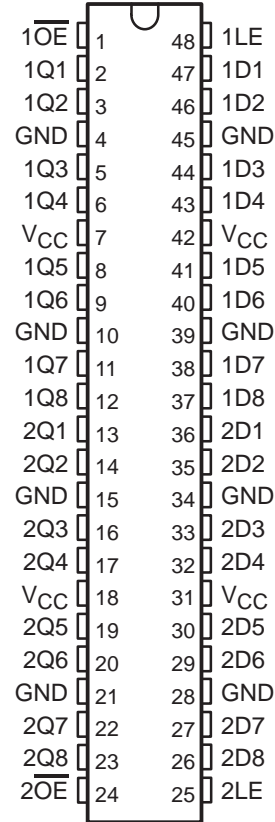 1O̅E̅ 1 48 1LE
1Q1 2 47 1D1
1Q2 3 46 1D2
GND 4 45 GND
1Q3 5 44 1D3
1Q4 6 43 1D4
VCC 7 42 VCC
1Q5 8 41 1D5
1Q6 9 40 1D6
GND 10 39 GND
1Q7 11 38 1D7
1Q8 12 37 1D8
2Q1 13 36 2D1
2Q2 14 35 2D2
GND 15 34 GND
2Q3 16 33 2D3
2Q4 17 32 2D4
VCC 18 31 VCC
2Q5 19 30 2D5
2Q6 20 29 2D6
GND 21 28 GND
2Q7 22 27 2D7
2Q8 23 26 2D8
2O̅E̅ 24 25 2LE